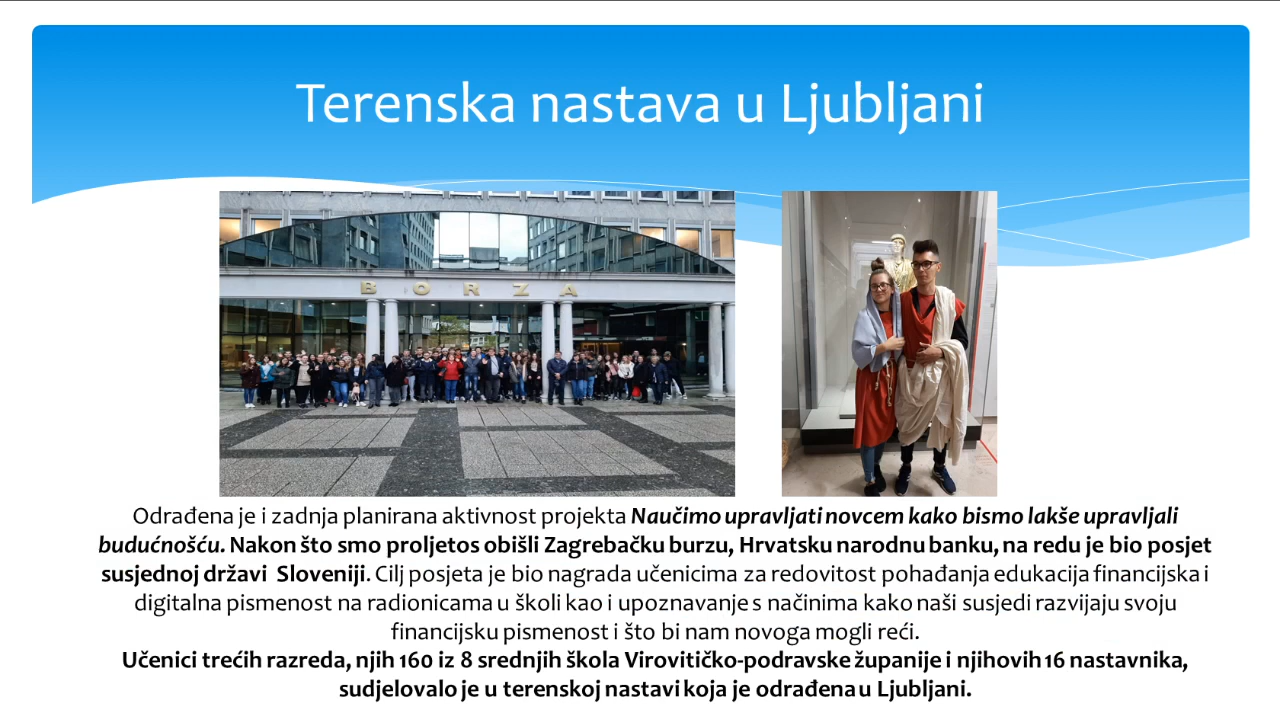 Terenska nastava u Ljubljani
BORZA
Odrađena je i zadnja planirana aktivnost projekta Naučimo upravljati novcem kako bismo lakše upravljali
budućnošću. Nakon što smo proljetos obišli Zagrebačku burzu, Hrvatsku narodnu banku, na redu je bio posjet
susjednoj državi Sloveniji. Cilj posjeta je bio nagrada učenicima za redovitost pohađanja edukacija financijska i
digitalna pismenost na radionicama u školi kao i upoznavanje s načinima kako naši susjedi razvijaju svoju
financijsku pismenost i što bi nam novoga mogli reći.
Učenici trećih razreda, njih 160 iz 8 srednjih škola Virovitičko-podravske županije i njihovih 16 nastavnika,
sudjelovalo je u terenskoj nastavi koja je odrađena u Ljubljani.